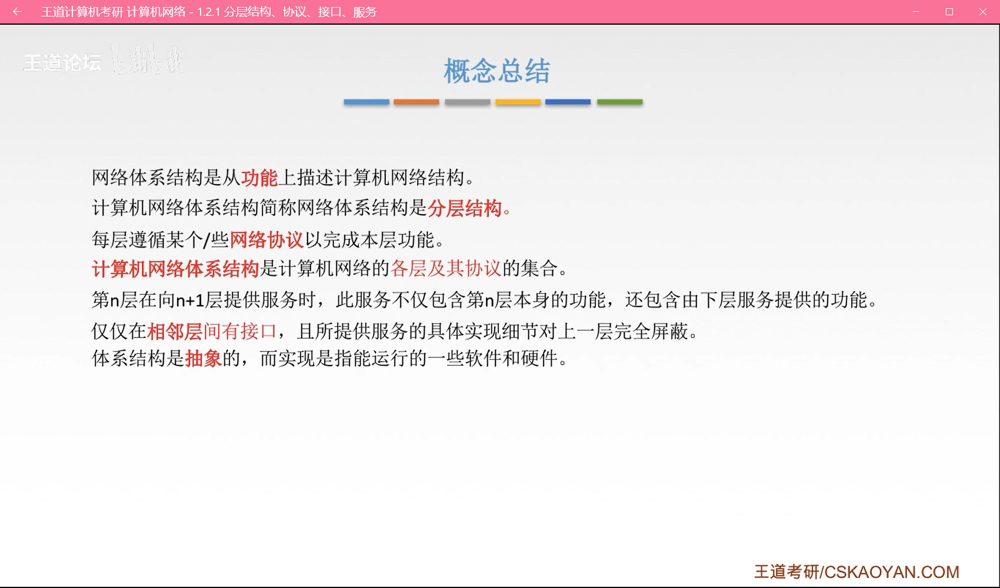 王道计算机考研 计算机网络 - 1.2.1 分层结构、协议、接口、服务
王道论坛 bilibili
概念总结
网络体系结构是从功能上描述计算机网络结构。
计算机网络体系结构简称网络体系结构是分层结构。
每层遵循某个/些网络协议以完成本层功能。
计算机网络体系结构是计算机网络的各层及其协议的集合。
第n层在向n+1层提供服务时，此服务不仅包含第n层本身的功能，还包含由下层服务提供的功能。
仅仅在相邻层间有接口，且所提供服务的具体实现细节对上一层完全屏蔽。
体系结构是抽象的，而实现是指能运行的一些软件和硬件。
王道考研/CSKAOYAN.COM